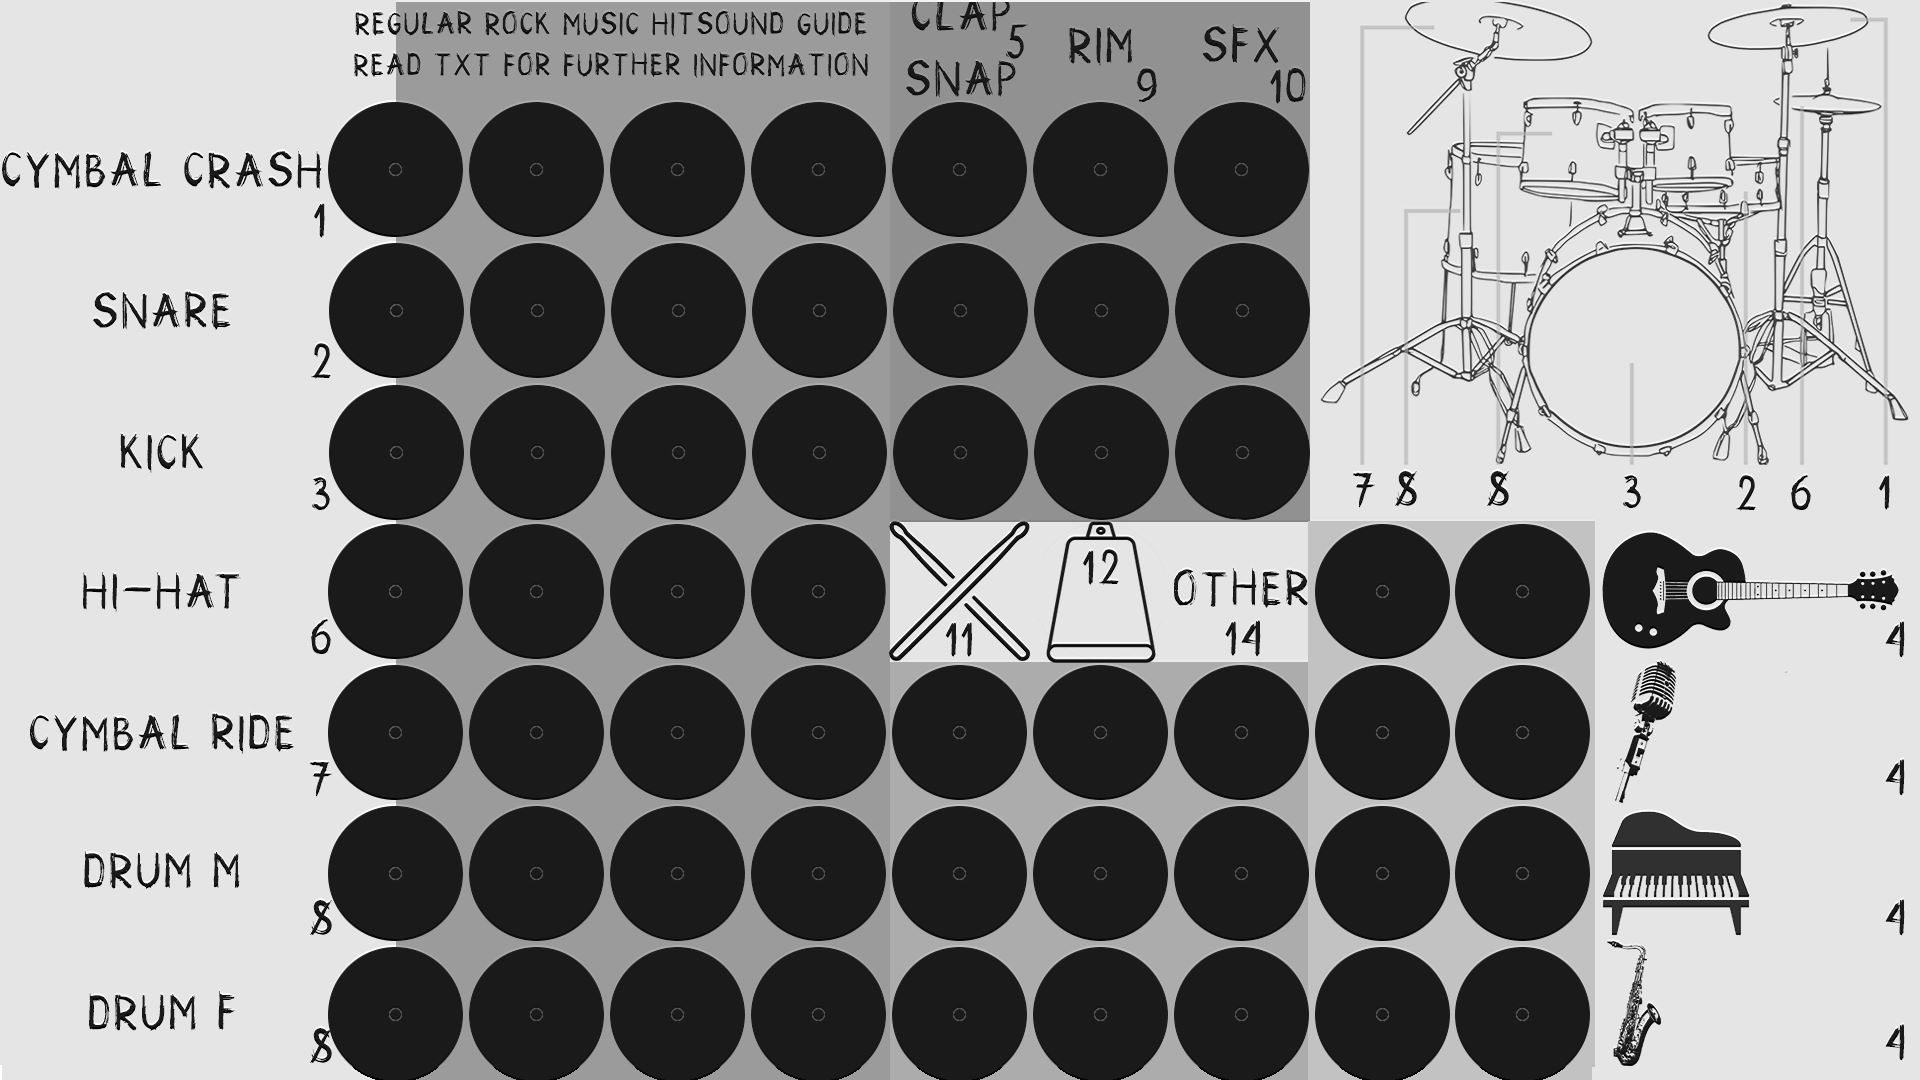 REGULAR ROCK MUSIC HITSOUND GUIDE
READ TXT FOR FURTHER INFORMATION
CLAP
5
SNAP
RIM
9
SFX
10
CYMBAL CRASH
1
SNARE
2
KICK
3
7 8 8 3 2 6 1
HI-HAT
6
11
12
OTHER
14
4
CYMBAL RIDE
7
4
DRUM M
8
4
DRUM F
8
4